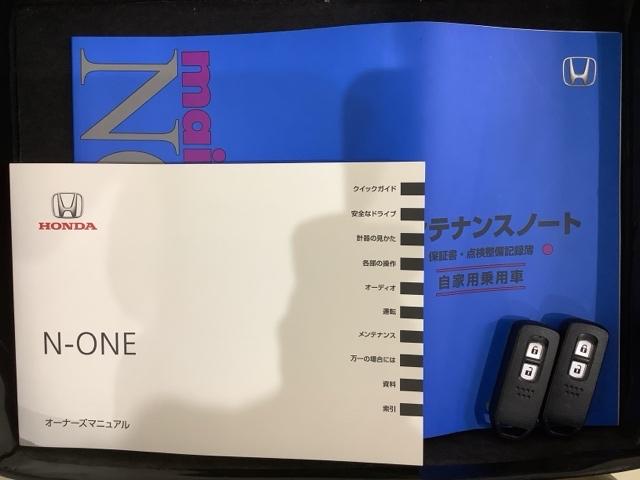 HONDA
N-ONE
オーナーズマニュアル
クイックガイド
安全なドライブ
計器の見かた
各部の操作
オーディオ
運転
メンテナンス
万一の場合には
資料
索引
mai
テナンスノート
保証書・点検整備記録簿
自家用乗用車